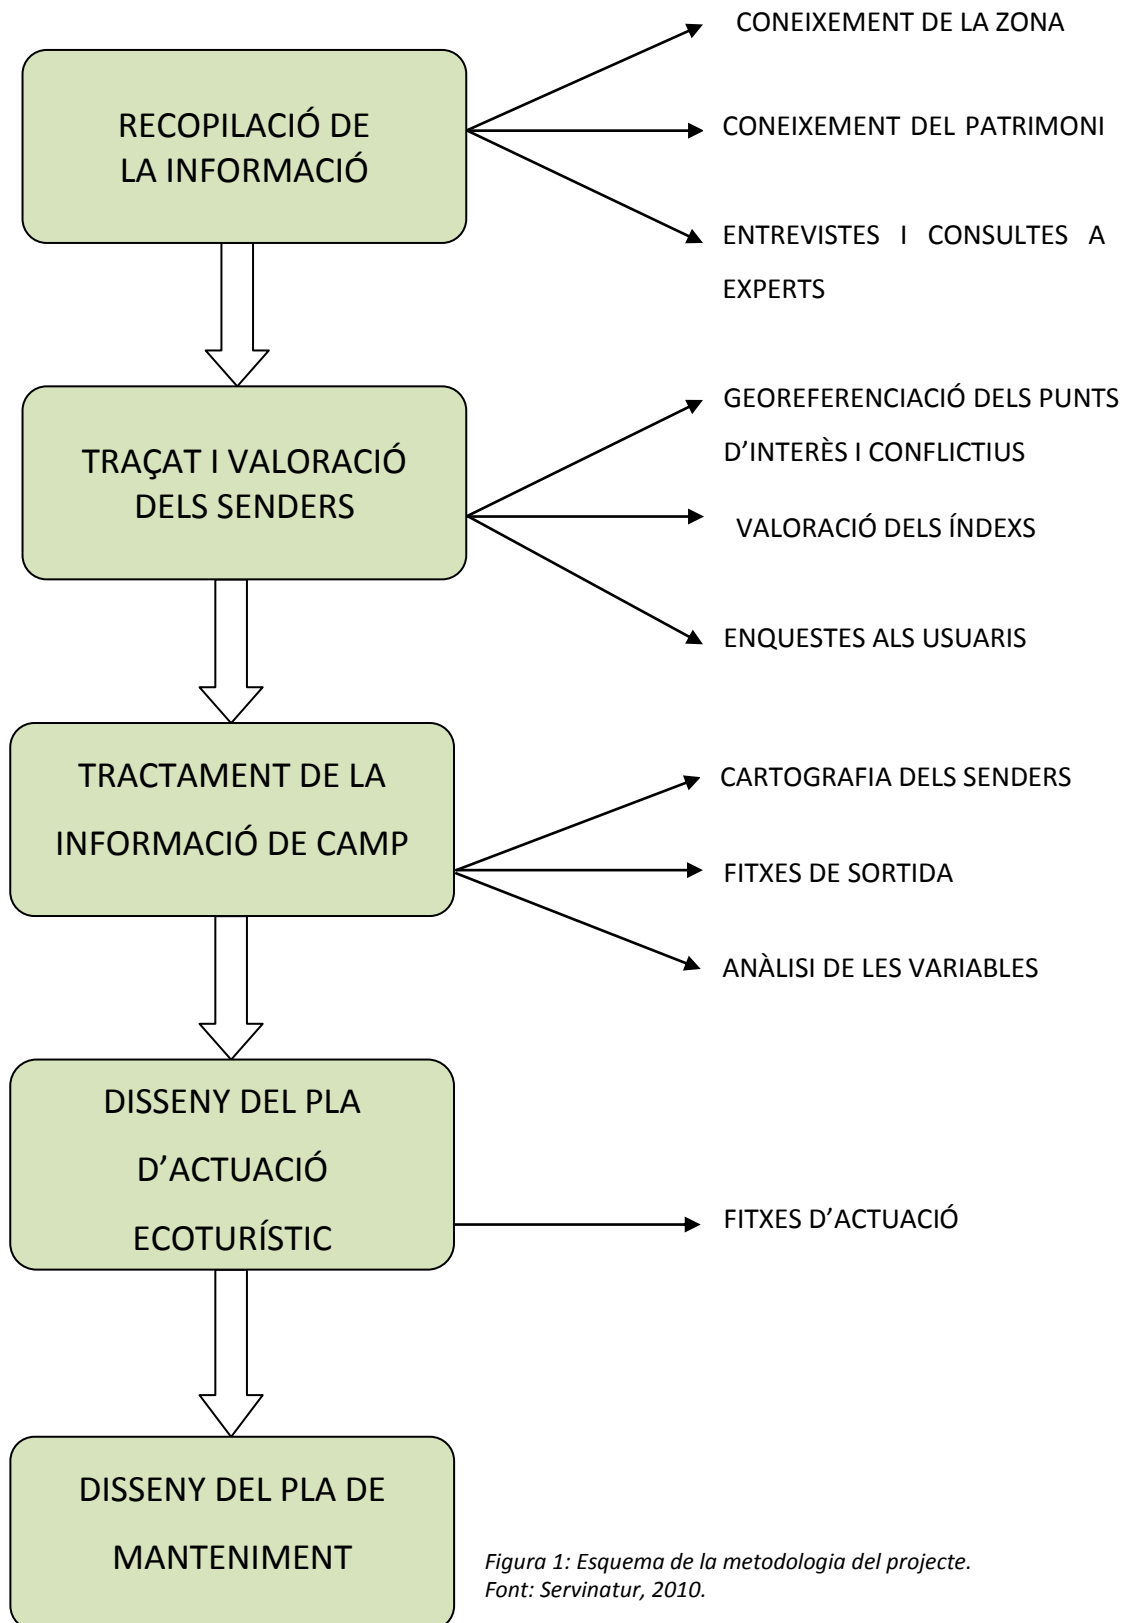 RECOPILACIÓ DE
LA INFORMACIÓ
CONEIXEMENT DE LA ZONA
CONEIXEMENT DEL PATRIMONI
ENTREVISTES I CONSULTES A
EXPERTS
TRAÇAT I VALORACIÓ
DELS SENDERS
GEOREFERENCIACIÓ DELS PUNTS
D’INTERÈS I CONFLICTIUS
VALORACIÓ DELS ÍNDEXS
ENQUESTES ALS USUARIS
TRACTAMENT DE LA
INFORMACIÓ DE CAMP
CARTOGRAFIA DELS SENDERS
FITXES DE SORTIDA
ANÀLISI DE LES VARIABLES
DISSENY DEL PLA
D’ACTUACIÓ
ECOTURÍSTIC
FITXES D’ACTUACIÓ
DISSENY DEL PLA DE
MANTENIMENT
Figura 1: Esquema de la metodologia del projecte.
Font: Servinatur, 2010.